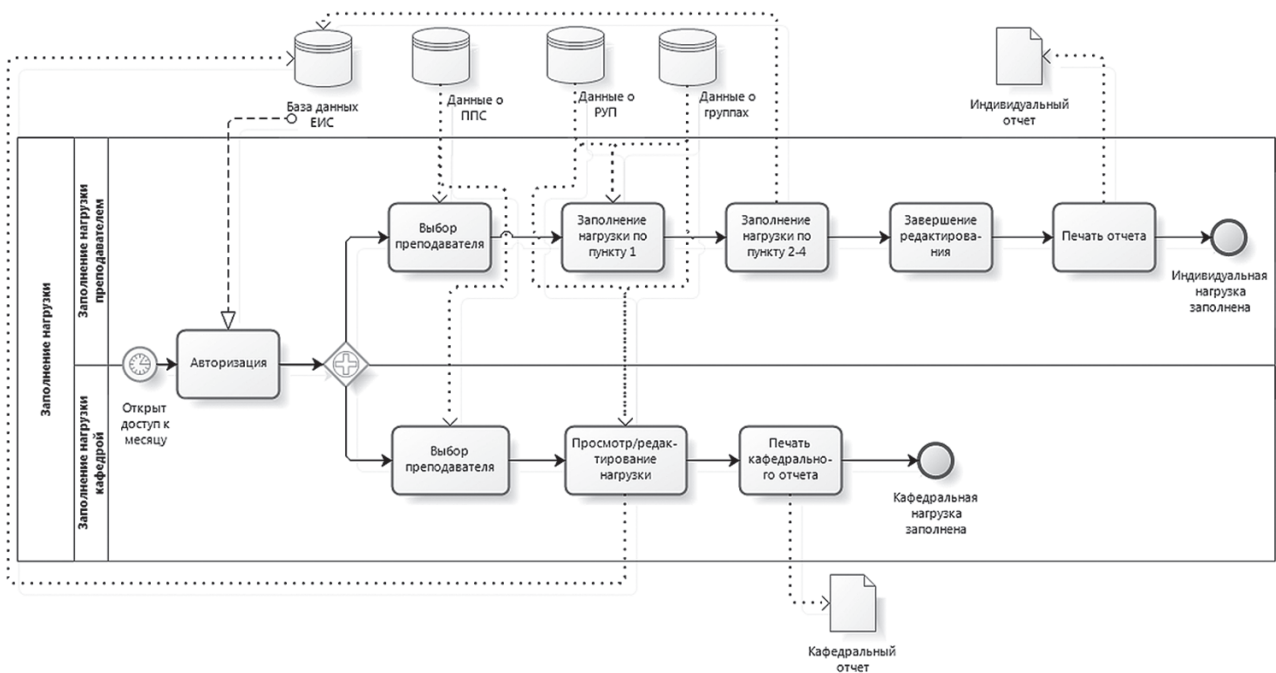 База данных
ЕИС
Данные о
ППС
Данные о
РУП
Данные о
группах
Индивидуальный
отчет
Заполнение нагрузки
Заполнение нагрузки
преподавателем
Выбор
преподавателя
Заполнение
нагрузки по
пункту 1
Заполнение
нагрузки по
пункту 2-4
Завершение
редактирова-
ния
Печать отчета
Индивидуальная
нагрузка
заполнена
Авторизация
Открыт
доступ к
месяцу
Заполнение нагрузки
кафедрой
Выбор
преподавателя
Просмотр/редак-
тирование
нагрузки
Печать
кафедрально-
го отчета
Кафедральная
нагрузка
заполнена
Кафедральный
отчет